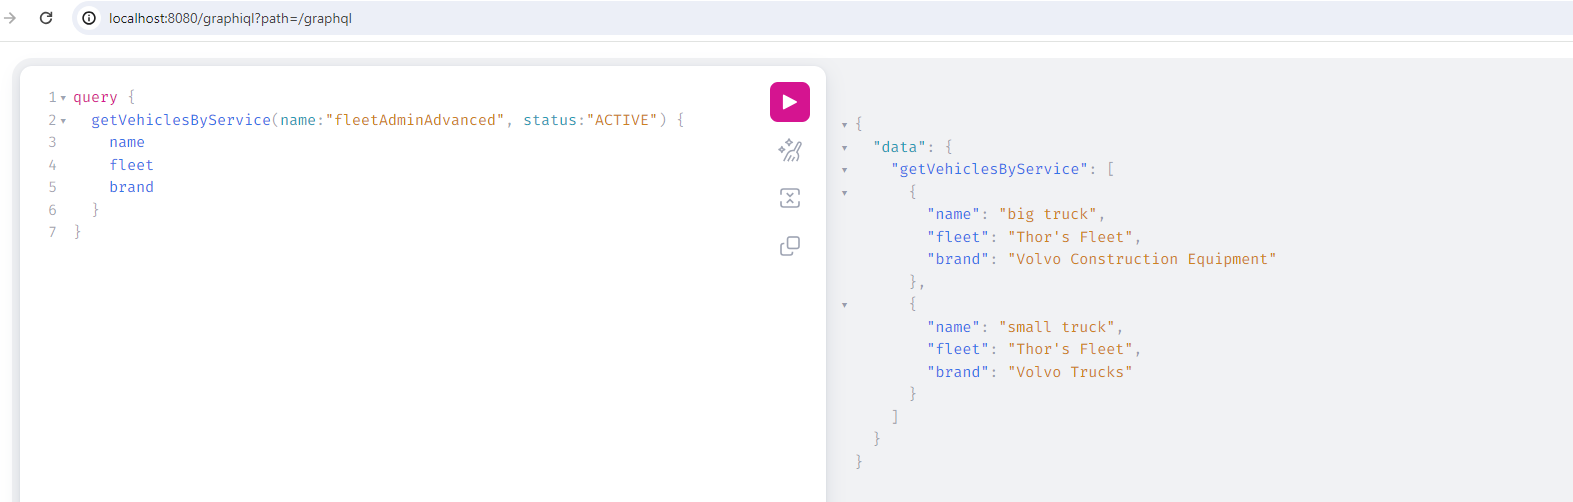 localhost:8080/graphiql?path=/graphql
1 query {
2 getVehiclesByService(name:"fleetAdminAdvanced", status:"ACTIVE") {
3 name
4 fleet
5 brand
6 }
7 }
{
"data": {
"getVehiclesByService": [
{
"name": "big truck",
"fleet": "Thor's Fleet",
"brand": "Volvo Construction Equipment"
},
{
"name": "small truck",
"fleet": "Thor's Fleet",
"brand": "Volvo Trucks"
}
]
}
}